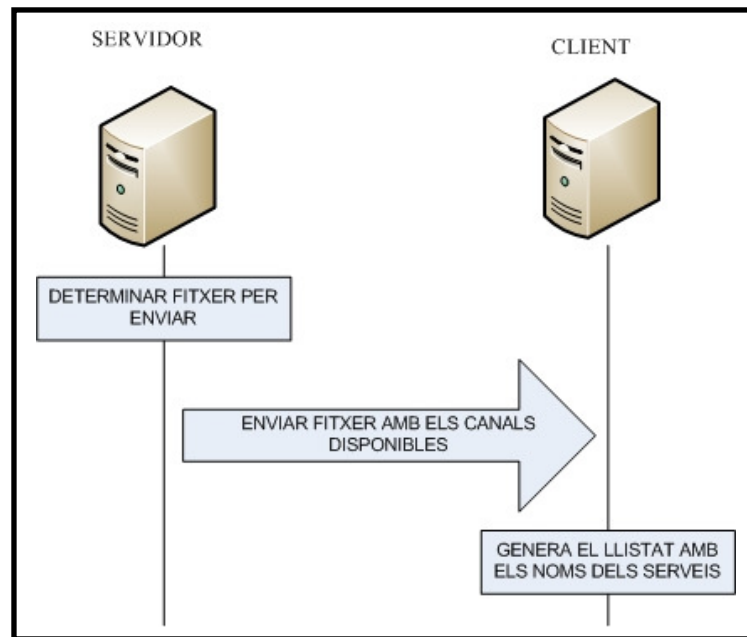 SERVIDOR
CLIENT
DETERMINAR FITXER PER
ENVIAR
ENVIAR FITXER AMB ELS CANALS
DISPONIBLES
GENERA EL LLISTAT AMB
ELS NOMS DELS SERVEIS